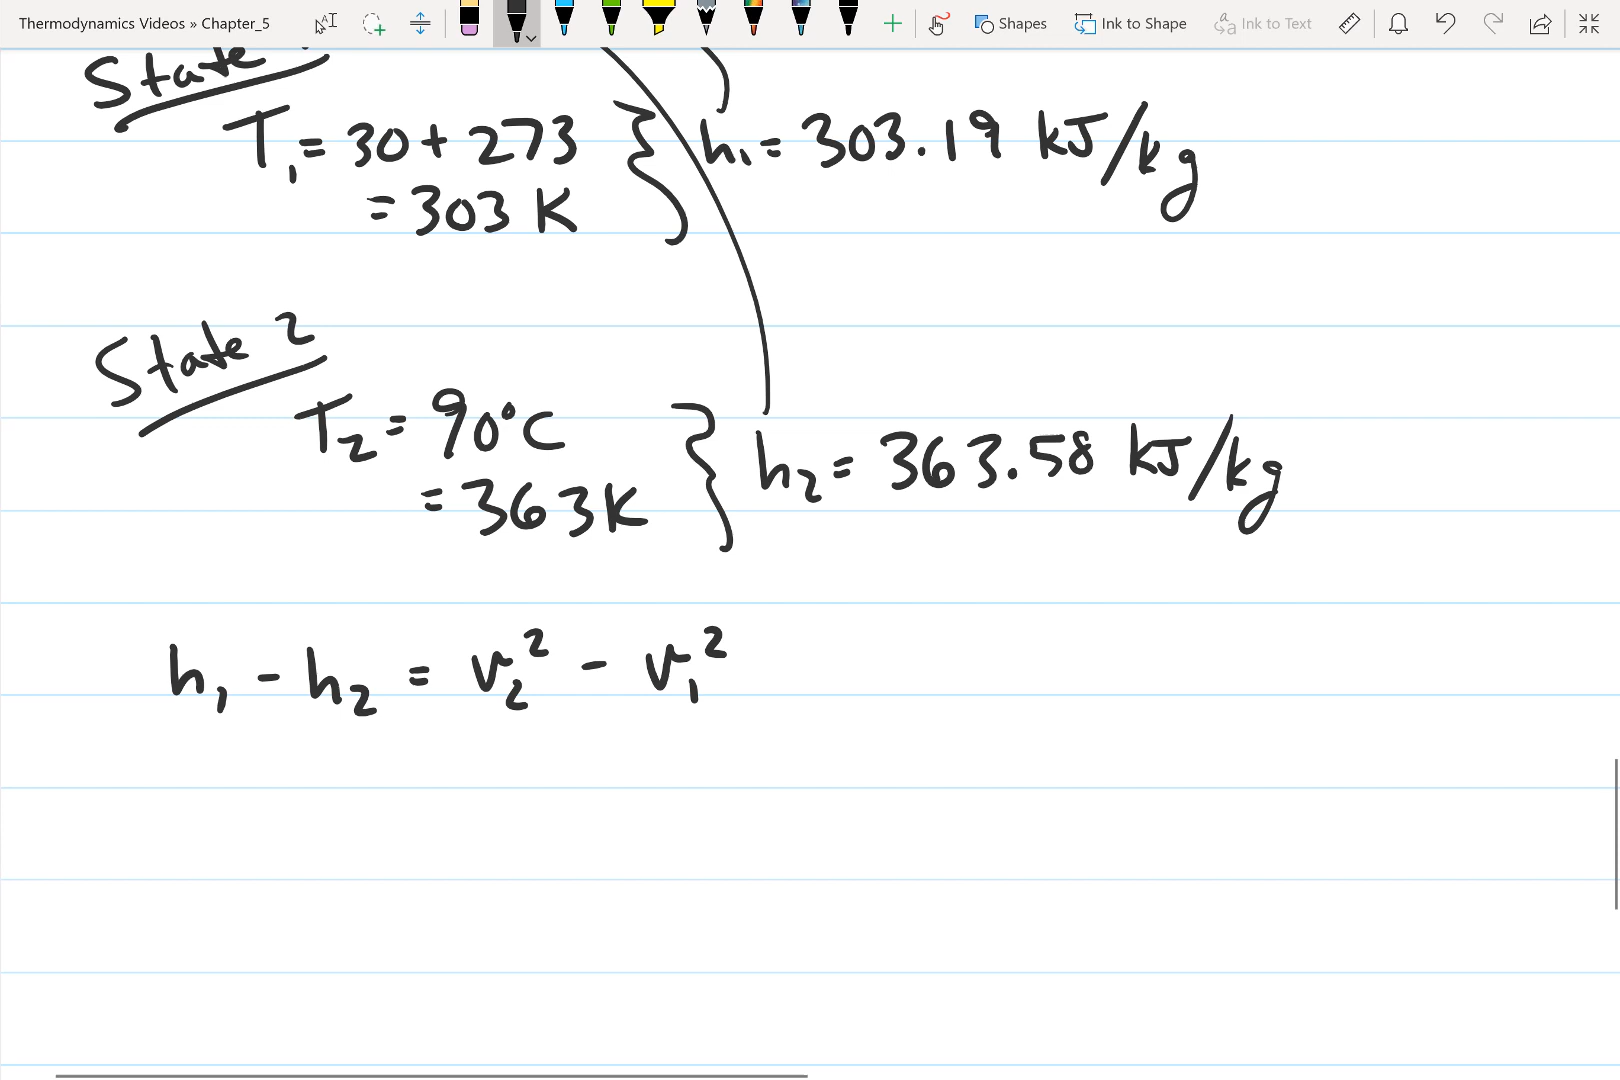 Thermodynamics Videos » Chapter_5
Shapes
Ink to Shape
Ink to Text
State
T₁ = 30 + 273
= 303 K
h₁ = 303.19 kJ/kg
State 2
T₂ = 90°C
= 363 K
h₂ = 363.58 kJ/kg
h₁ - h₂ = v₂² - v₁²